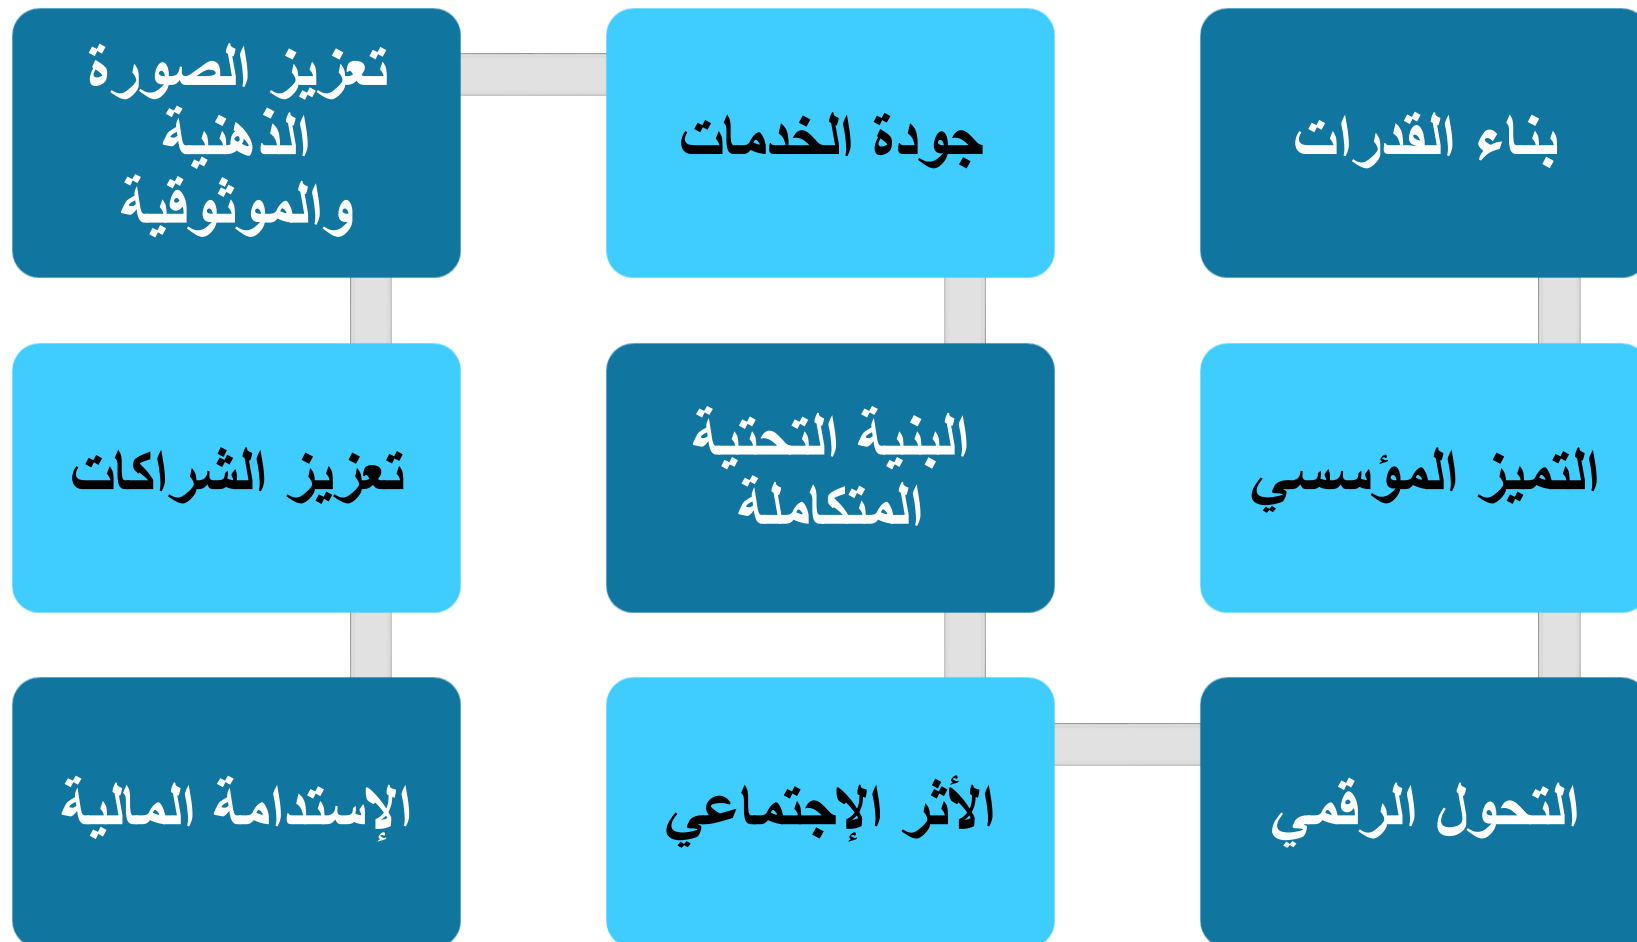 بناء القدرات
التميز المؤسسي
التحول الرقمي
الأثر الإجتماعي
البنية التحتية
المتكاملة
جودة الخدمات
تعزيز الصورة
الذهنية
والموثوقية
تعزيز الشراكات
الإستدامة المالية